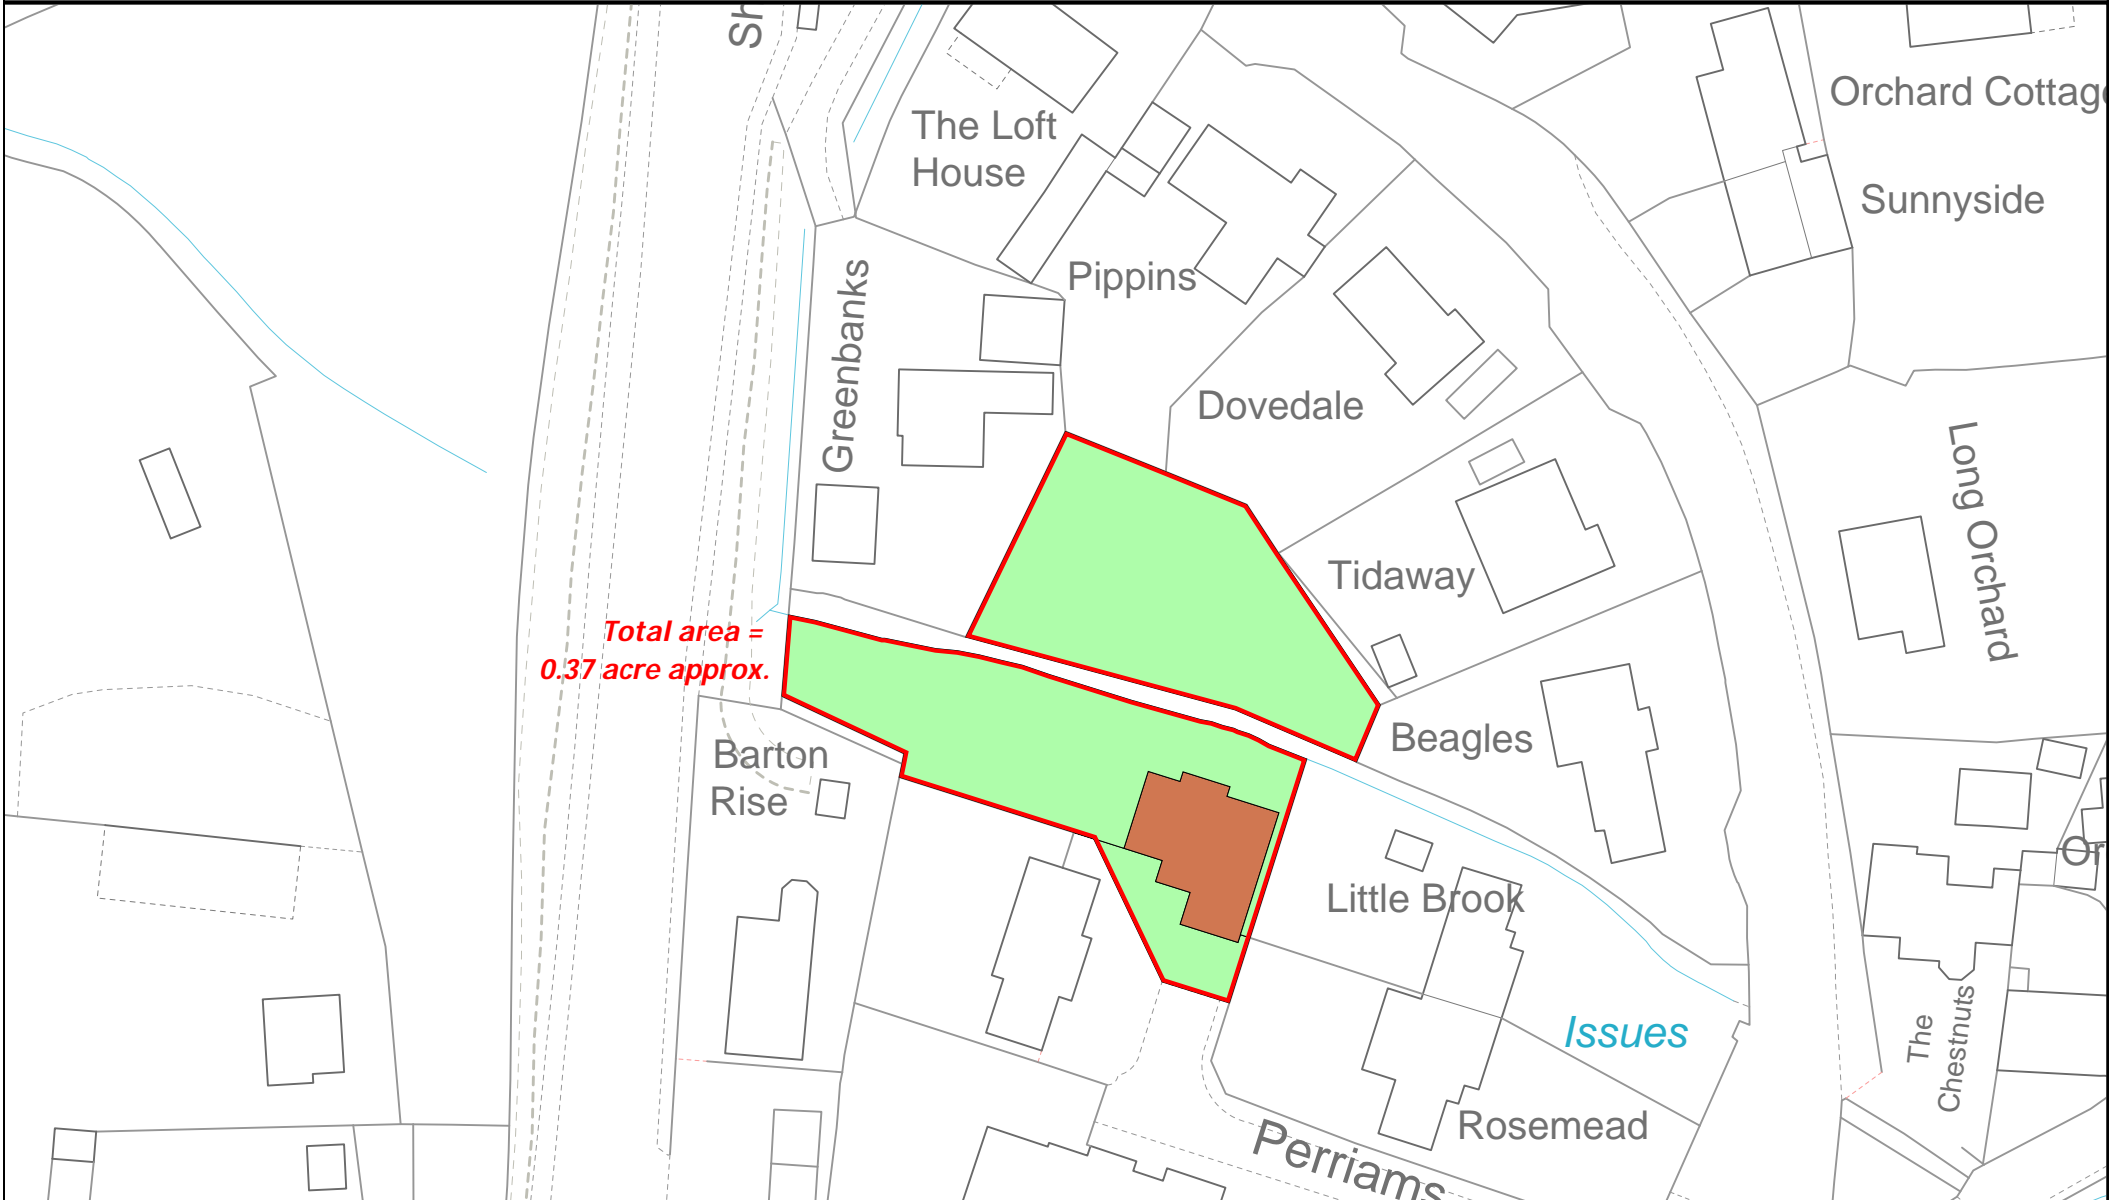 The Loft
House
Orchard Cottage
Sunnyside
Greenbanks
Pippins
Dovedale
Long Orchard
Tidaway
Total area =
0.37 acre approx.
Barton
Rise
Beagles
Little Brook
Issues
The
Chestnuts
Rosemead
Perriams